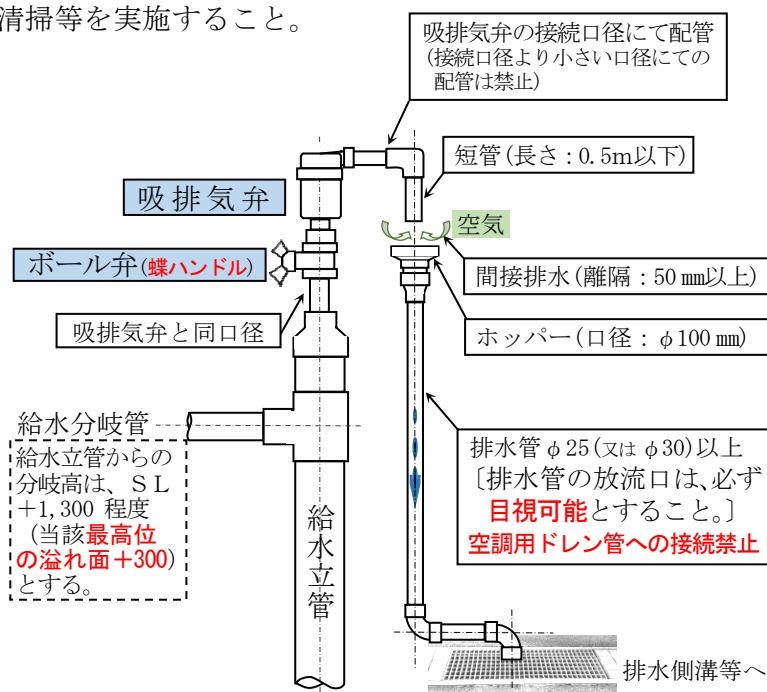 清掃等を実施すること。
吸排気弁の接続口径にて配管
(接続口径より小さい口径にての
配管は禁止)
短管(長さ:0.5m以下)
吸排気弁
空気
ボール弁(蝶ハンドル)
間接排水(離隔:50㎜以上)
吸排気弁と同口径
ホッパー(口径:φ100㎜)
給水分岐管
給水立管からの
分岐高は、SL
+1,300 程度
(当該最高位
の溢れ面+300)
とする。
給水立管
排水管φ25(又はφ30)以上
〔排水管の放流口は、必ず
目視可能とすること。〕
空調用ドレン管への接続禁止
排水側溝等へ